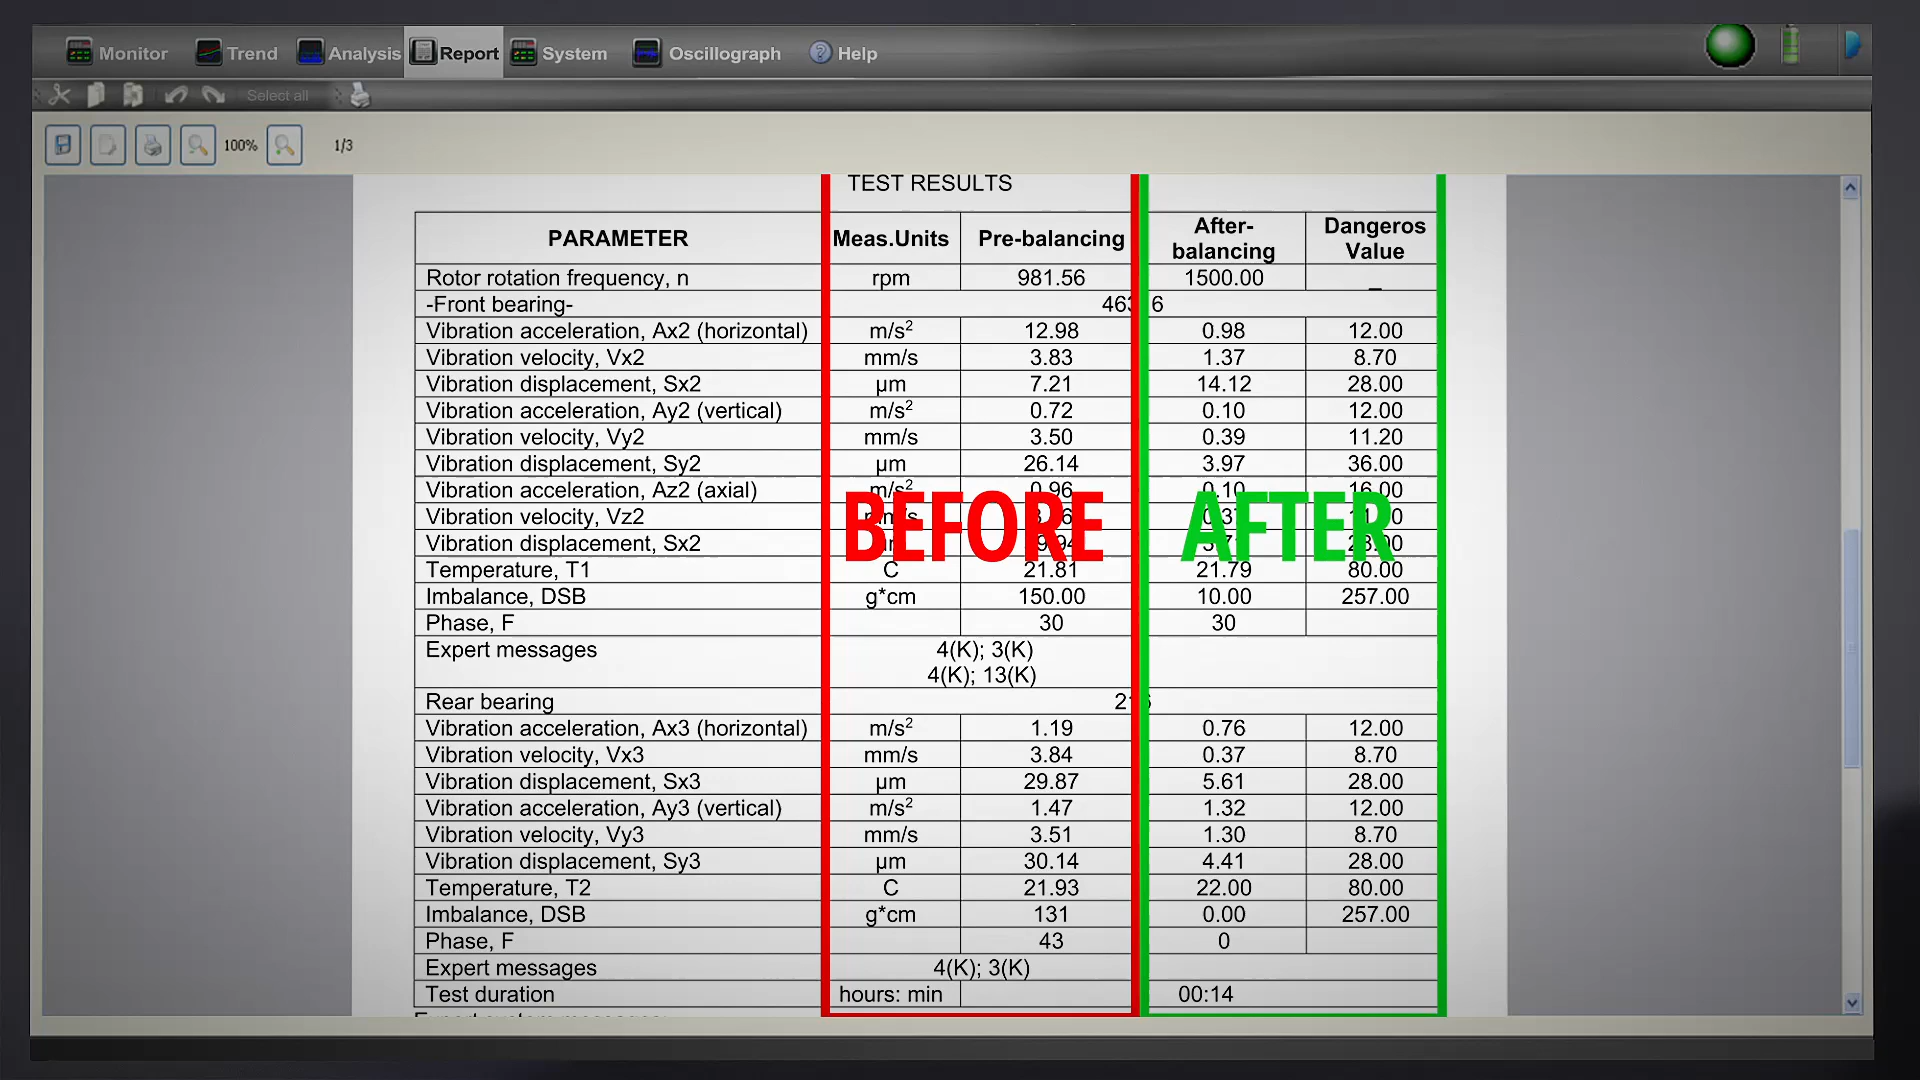 Monitor Trend Analysis Report System Oscillograph Help
Select all
100% 1/3
TEST RESULTS
PARAMETER Meas.Units Pre-balancing After-balancing Dangeros Value
Rotor rotation frequency, n rpm 981.56 1500.00 _
-Front bearing-
Vibration acceleration, Ax2 (horizontal) m/s² 12.98 0.98 12.00
Vibration velocity, Vx2 mm/s 3.83 1.37 8.70
Vibration displacement, Sx2 µm 7.21 14.12 28.00
Vibration acceleration, Ay2 (vertical) m/s² 0.72 0.10 12.00
Vibration velocity, Vy2 mm/s 3.50 0.39 11.20
Vibration displacement, Sy2 µm 26.14 3.97 36.00
Vibration acceleration, Az2 (axial) m/s² 0.96 0.10 16.00
Vibration velocity, Vz2
BEFORE AFTER
Vibration displacement, Sx2
Temperature, T1 C 21.81 21.79 80.00
Imbalance, DSB g*cm 150.00 10.00 257.00
Phase, F 30 30
Expert messages 4(K); 3(K)
4(K); 13(K)
Rear bearing
Vibration acceleration, Ax3 (horizontal) m/s² 1.19 0.76 12.00
Vibration velocity, Vx3 mm/s 3.84 0.37 8.70
Vibration displacement, Sx3 µm 29.87 5.61 28.00
Vibration acceleration, Ay3 (vertical) m/s² 1.47 1.32 12.00
Vibration velocity, Vy3 mm/s 3.51 1.30 8.70
Vibration displacement, Sy3 µm 30.14 4.41 28.00
Temperature, T2 C 21.93 22.00 80.00
Imbalance, DSB g*cm 131 0.00 257.00
Phase, F 43 0
Expert messages 4(K); 3(K)
Test duration hours: min 00:14